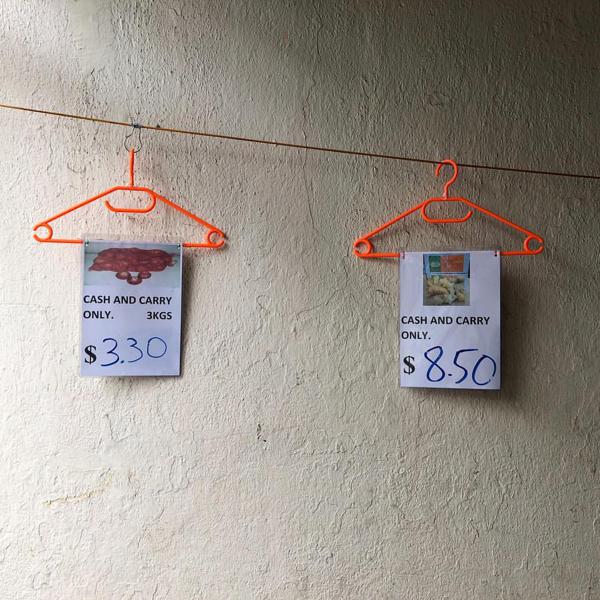 CASH AND CARRY
ONLY. 3KGS
$3.30
CASH AND CARRY
ONLY.
$8.50